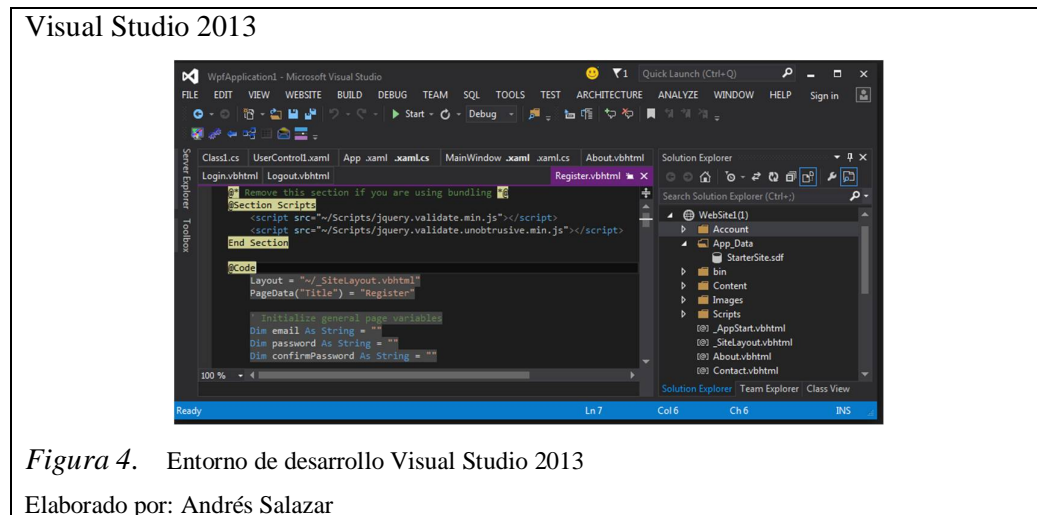 Visual Studio 2013
WpfApplication1 - Microsoft Visual Studio
1 Quick Launch (Ctrl+Q)
FILE EDIT VIEW WEBSITE BUILD DEBUG TEAM SQL TOOLS TEST ARCHITECTURE ANALYZE WINDOW HELP Sign in
Start Debug
Server Explorer
Toolbox
Class1.cs UserControl1.xaml App .xaml .xaml.cs MainWindow .xaml .xaml.cs About.vbhtml
Login.vbhtml Logout.vbhtml Register.vbhtml
@* Remove this section if you are using bundling *@
@Section Scripts
<script src="~/Scripts/jquery.validate.min.js"></script>
<script src="~/Scripts/jquery.validate.unobtrusive.min.js"></script>
End Section
@Code
Layout = "~/_SiteLayout.vbhtml"
PageData("Title") = "Register"
' Initialize general page variables
Dim email As String = ""
Dim password As String = ""
Dim confirmPassword As String = ""
100 %
Solution Explorer
Search Solution Explorer (Ctrl+;)
WebSite1(1)
Account
App_Data
StarterSite.sdf
bin
Content
Images
Scripts
[@] _AppStart.vbhtml
[@] _SiteLayout.vbhtml
[@] About.vbhtml
[@] Contact.vbhtml
Solution Explorer Team Explorer Class View
Ready Ln 7 Col 6 Ch 6 INS
Figura 4. Entorno de desarrollo Visual Studio 2013
Elaborado por: Andrés Salazar